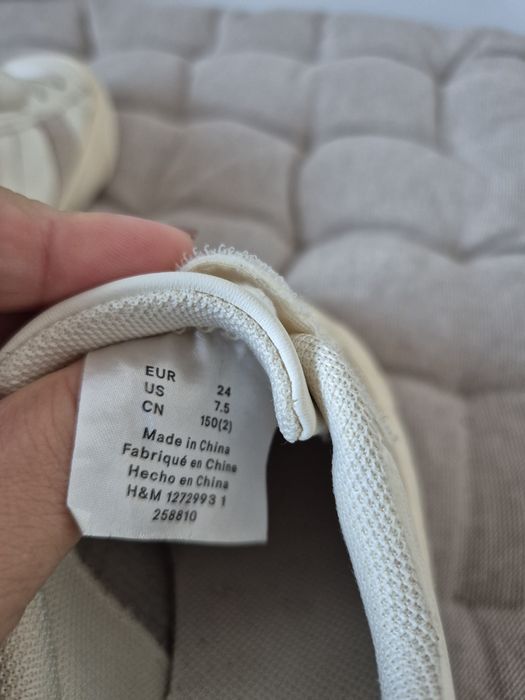 EUR 24
US 7.5
CN 150(2)
Made in China
Fabriqué en Chine
Hecho en China
H&M 1272993 1
258810